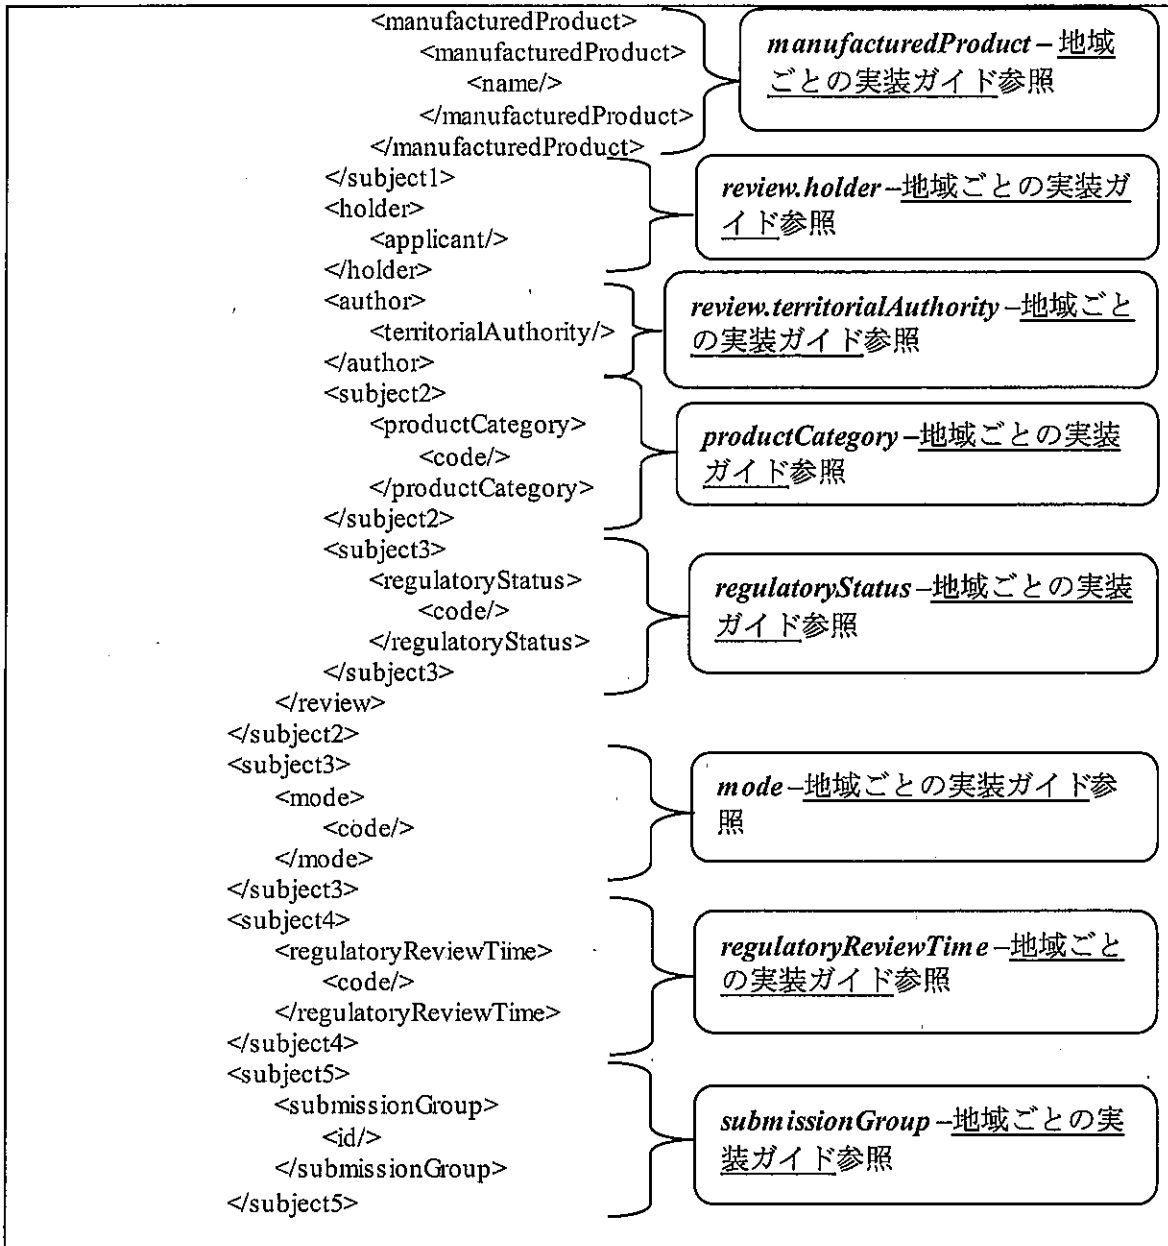 <manufacturedProduct>
<manufacturedProduct>
<name/>
</manufacturedProduct>
</manufacturedProduct>
manufacturedProduct – 地域
ごとの実装ガイド参照
</subject1>
<holder>
<applicant/>
</holder>
review.holder –地域ごとの実装ガ
イド参照
<author>
<territorialAuthority/>
</author>
review.territorialAuthority –地域ごと
の実装ガイド参照
<subject2>
<productCategory>
<code/>
</productCategory>
</subject2>
productCategory –地域ごとの実装
ガイド参照
<subject3>
<regulatoryStatus>
<code/>
</regulatoryStatus>
</subject3>
regulatoryStatus –地域ごとの実装
ガイド参照
</review>
</subject2>
<subject3>
<mode>
<code/>
</mode>
</subject3>
mode –地域ごとの実装ガイド参
照
<subject4>
<regulatoryReviewTime>
<code/>
</regulatoryReviewTime>
</subject4>
regulatoryReviewTime –地域ごと
の実装ガイド参照
<subject5>
<submissionGroup>
<id/>
</submissionGroup>
</subject5>
submissionGroup –地域ごとの実
装ガイド参照